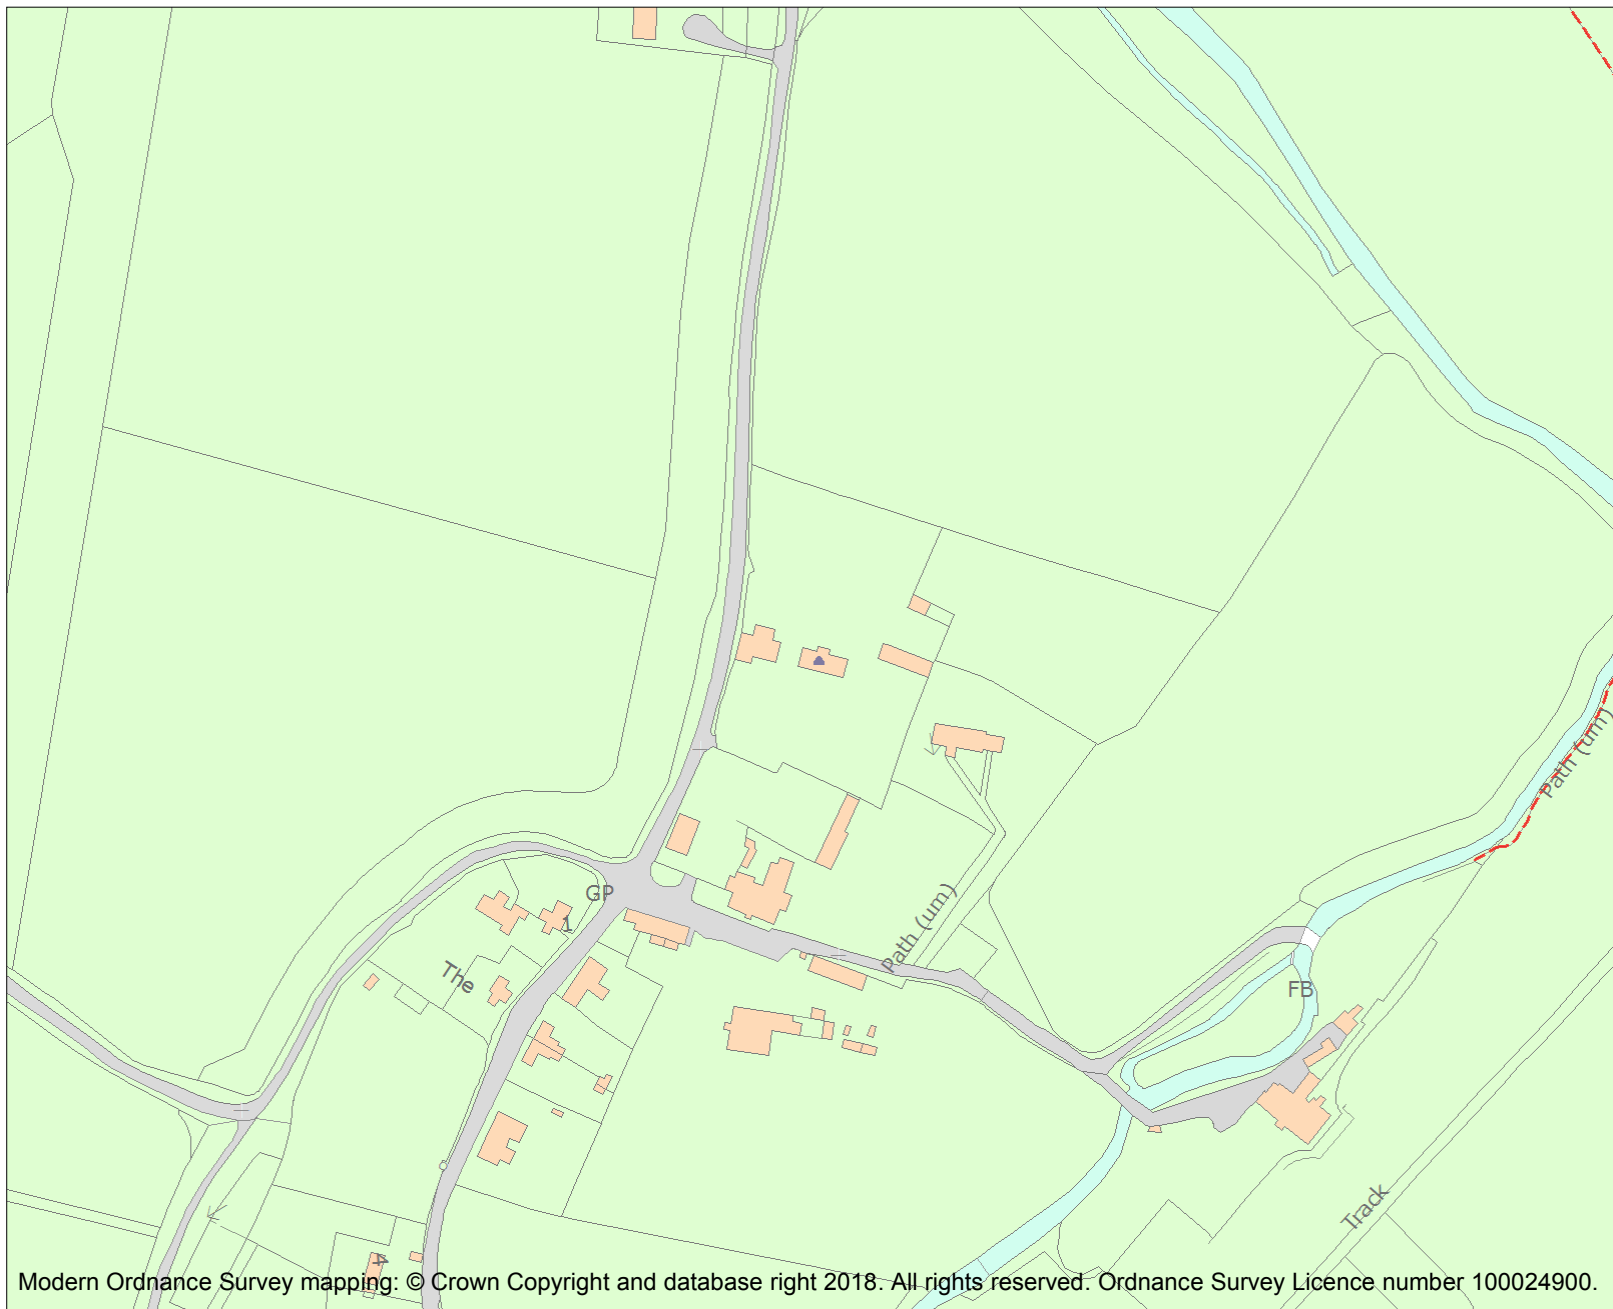 GP
1
The
Path (um)
Path (um)
FB
Track
4
Modern Ordnance Survey mapping: © Crown Copyright and database right 2018. All rights reserved. Ordnance Survey Licence number 100024900.